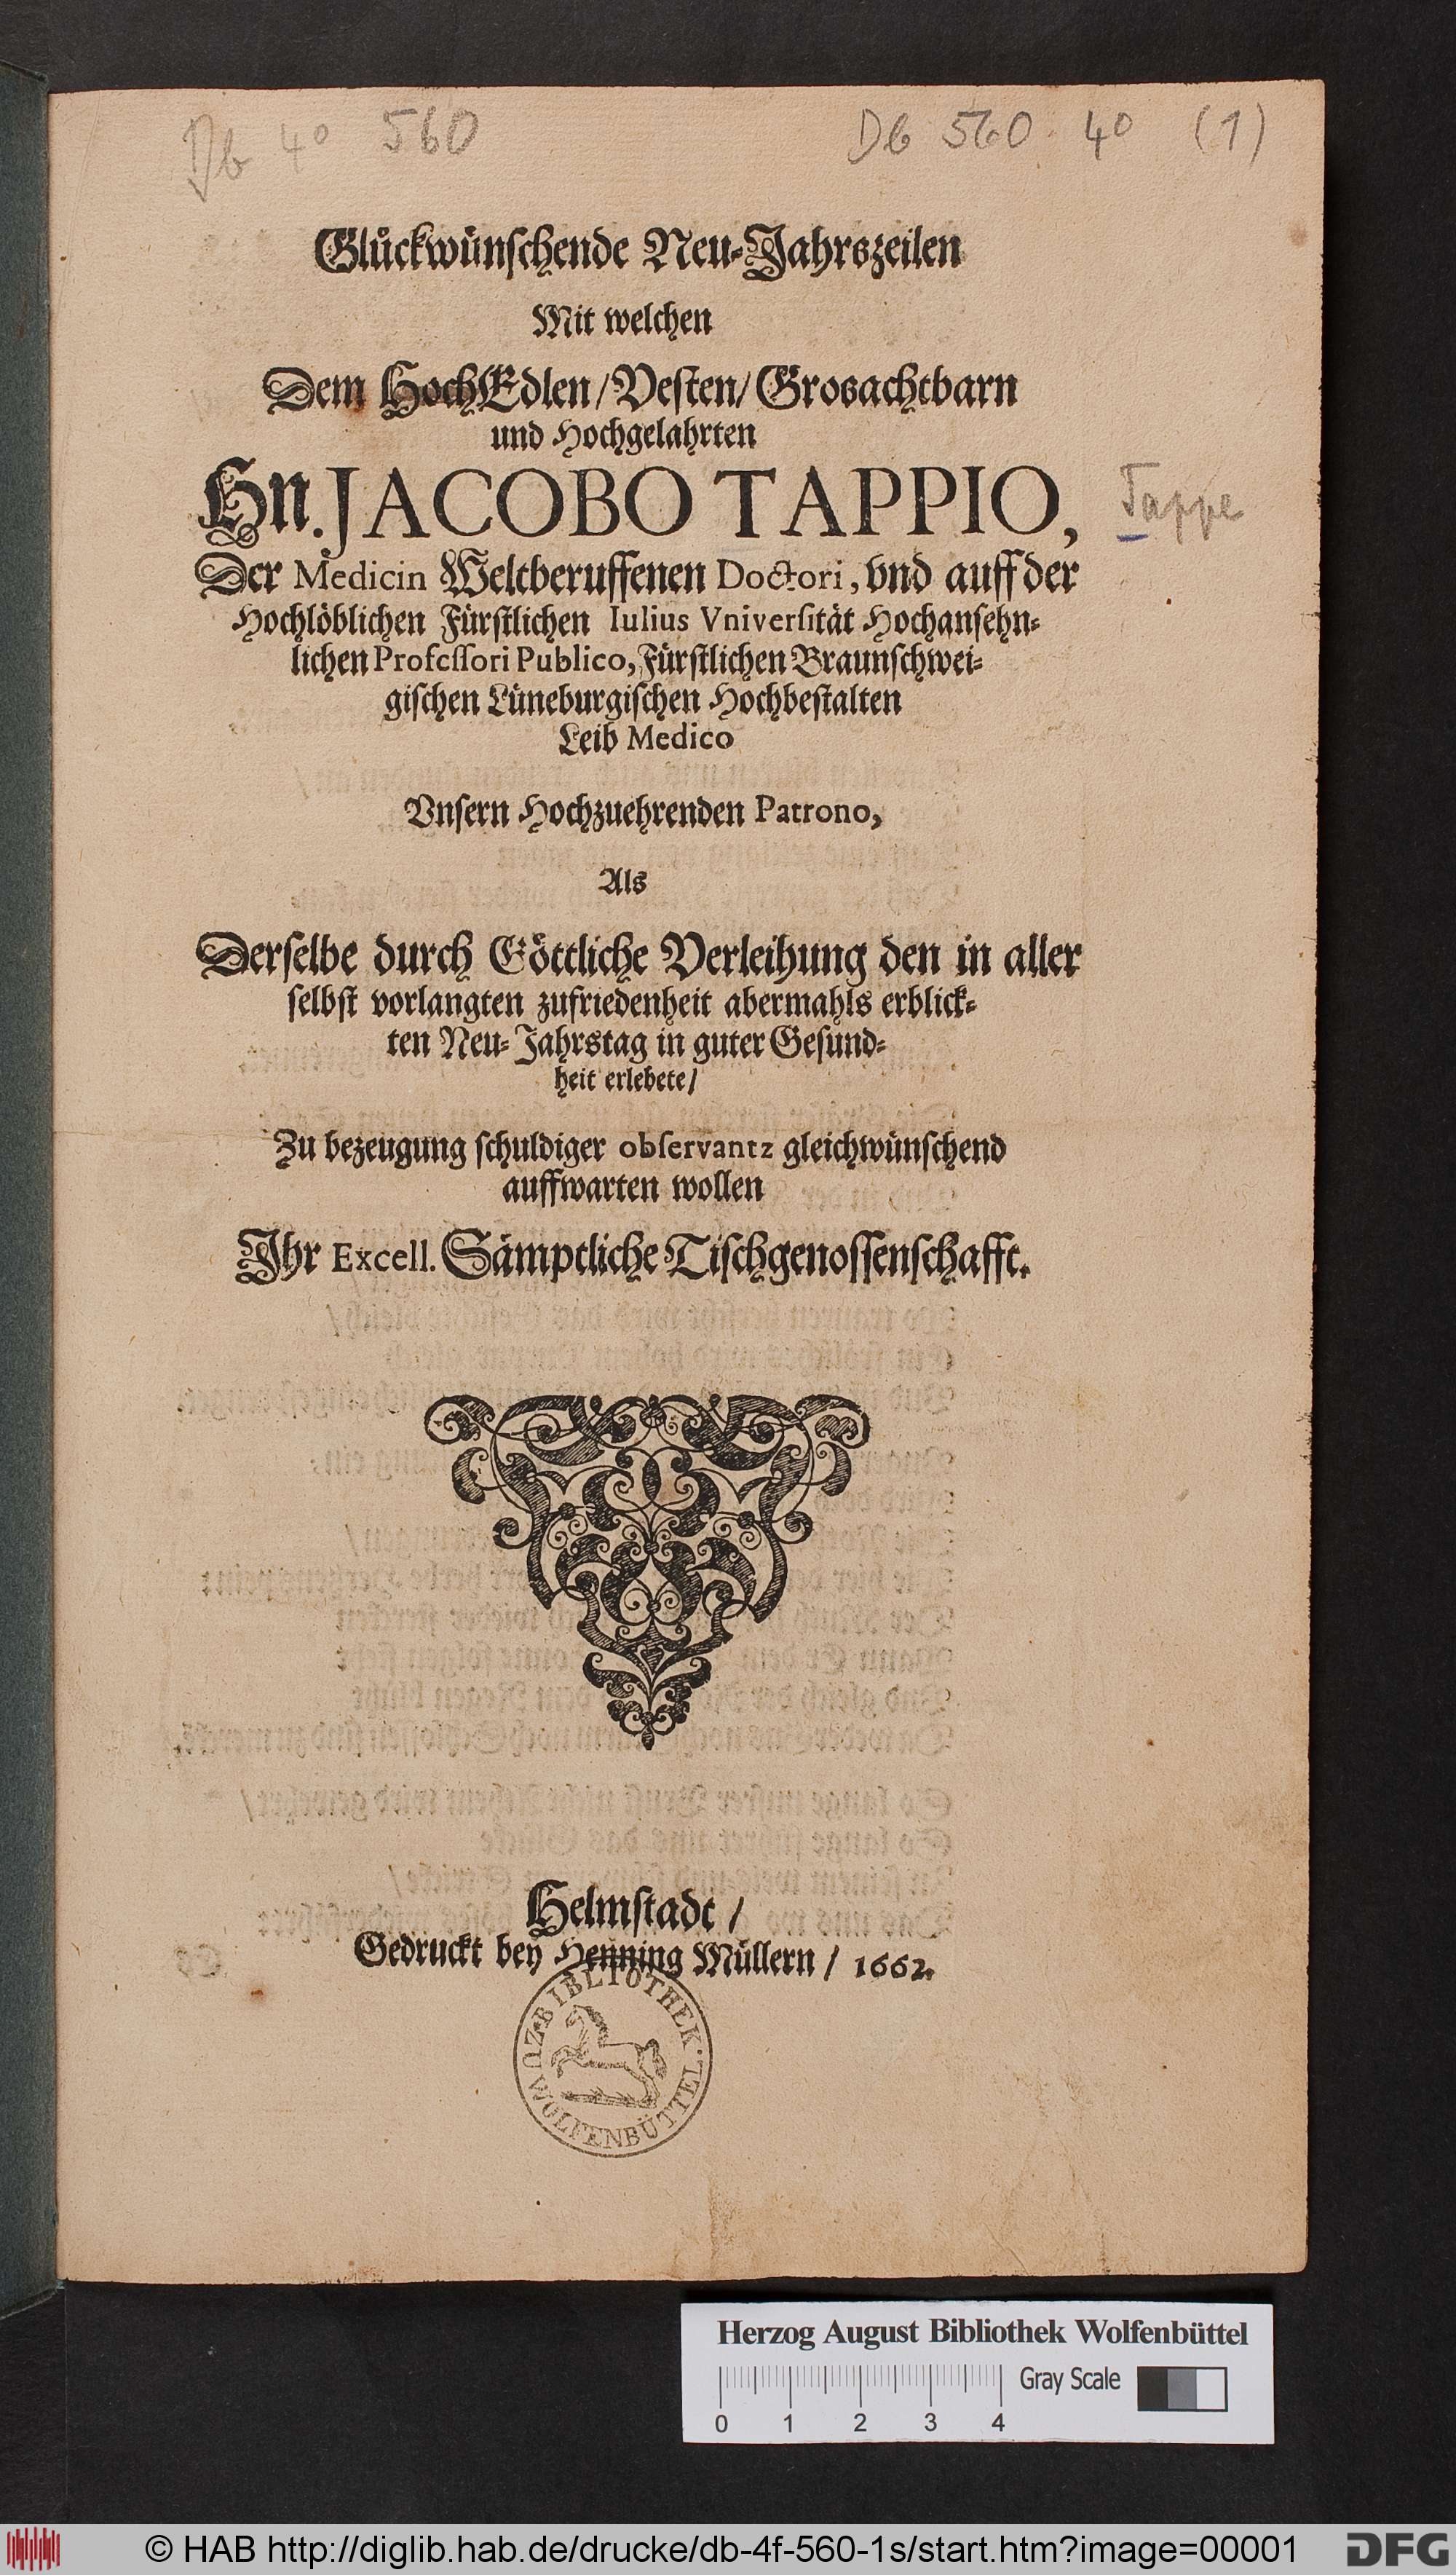 Db 4° 560
Db 560 4° (1)
Glückwünschende Neu-Jahrszeilen
Mit welchen
Dem HochEdlen/Vesten/Grosachtbarn
und Hochgelahrten
Hn. JACOBO TAPPIO,
Tappe
Der Medicin Weltberuffenen Doctori, vnd auff der
Hochlöblichen Fürstlichen Iulius Vniversität Hochansehn-
lichen Professori Publico, Fürstlichen Braunschwei-
gischen Lüneburgischen Hochbestalten
Leib Medico
Vnsern Hochzuehrenden Patrono,
Als
Derselbe durch Göttliche Verleihung den in aller
selbst vorlangten zufriedenheit abermahls erblick-
ten Neu-Jahrstag in guter Gesund-
heit erlebete/
Zu bezeugung schuldiger observantz gleichwünschend
auffwarten wollen
Ihr Excell. Sämptliche Tischgenossenschafft.
Helmstadt /
Gedruckt bey Henning Müllern / 1662.
BIBLIOTHEK · ZU WOLFENBÜTTEL
Herzog August Bibliothek Wolfenbüttel
Gray Scale
0 1 2 3 4
© HAB http://diglib.hab.de/drucke/db-4f-560-1s/start.htm?image=00001
DFG